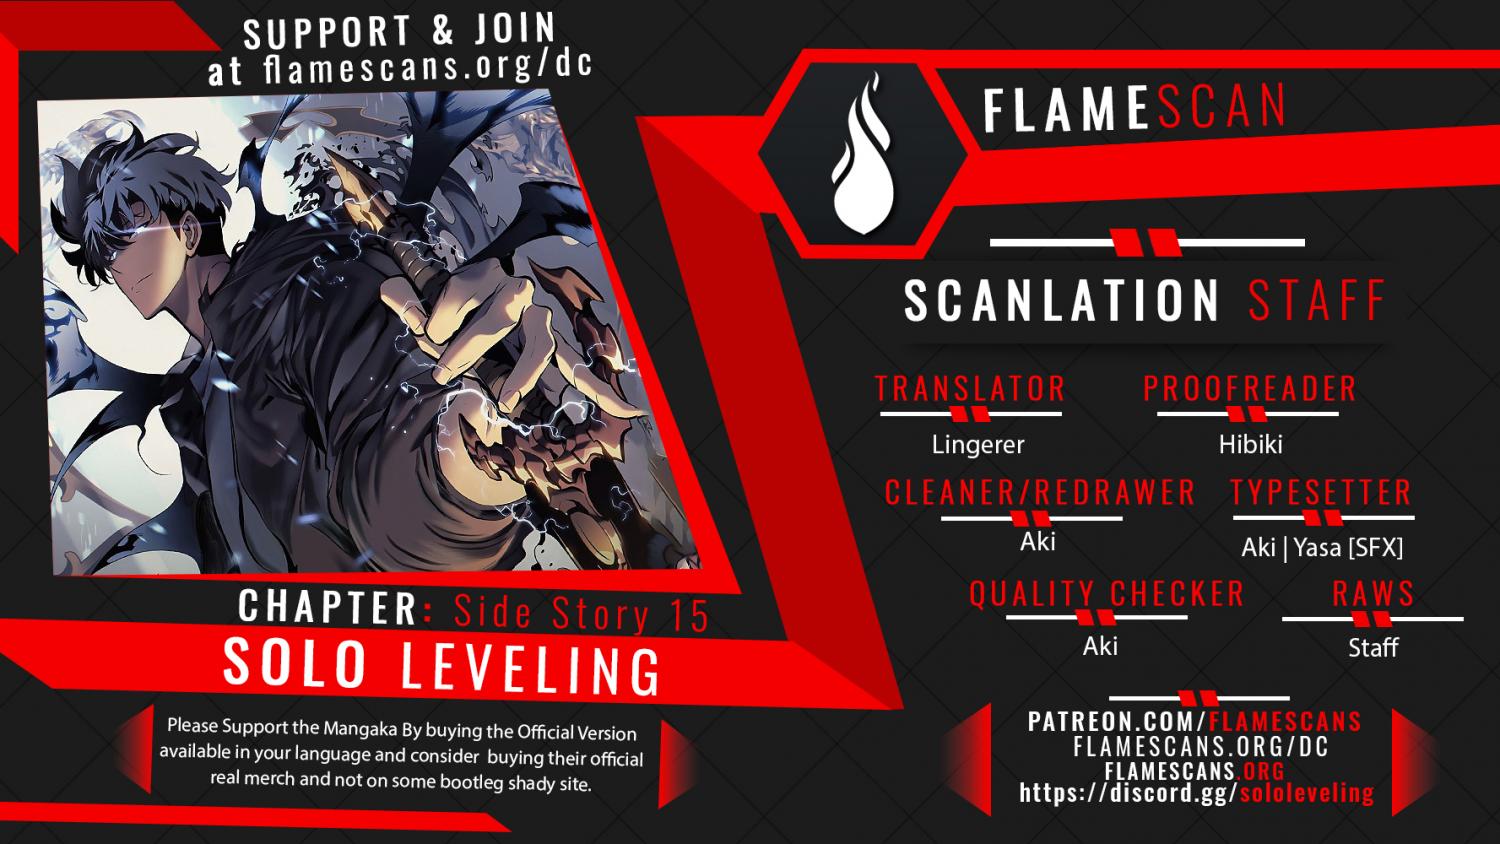 SUPPORT & JOIN
at flamescans.org/dc
FLAMESCAN
SCANLATION STAFF
TRANSLATOR
Lingerer
PROOFREADER
Hibiki
CLEANER/REDRAWER
Aki
TYPESETTER
Aki | Yasa [SFX]
QUALITY CHECKER
Aki
RAWS
Staff
CHAPTER: Side Story 15
SOLO LEVELING
Please Support the Mangaka By buying the Official Version
available in your language and consider buying their official
real merch and not on some bootleg shady site.
PATREON.COM/FLAMESCANS
FLAMESCANS.ORG/DC
FLAMESCANS.ORG
https://discord.gg/sololeveling